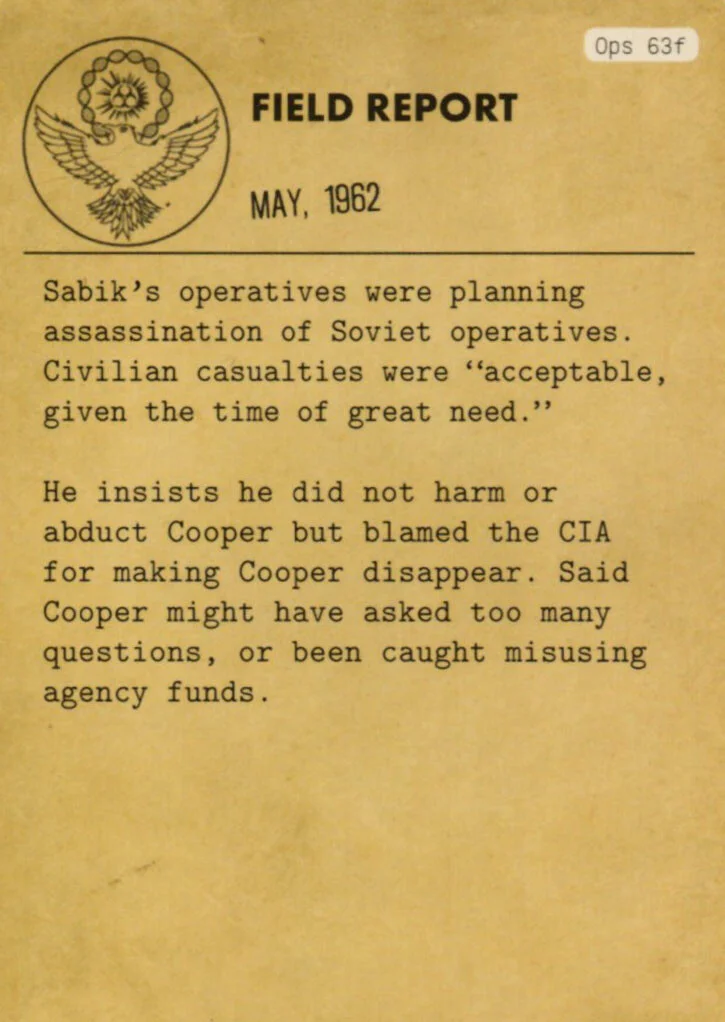 Ops 63f
FIELD REPORT
MAY, 1962
Sabik’s operatives were planning
assassination of Soviet operatives.
Civilian casualties were “acceptable,
given the time of great need.”
He insists he did not harm or
abduct Cooper but blamed the CIA
for making Cooper disappear. Said
Cooper might have asked too many
questions, or been caught misusing
agency funds.